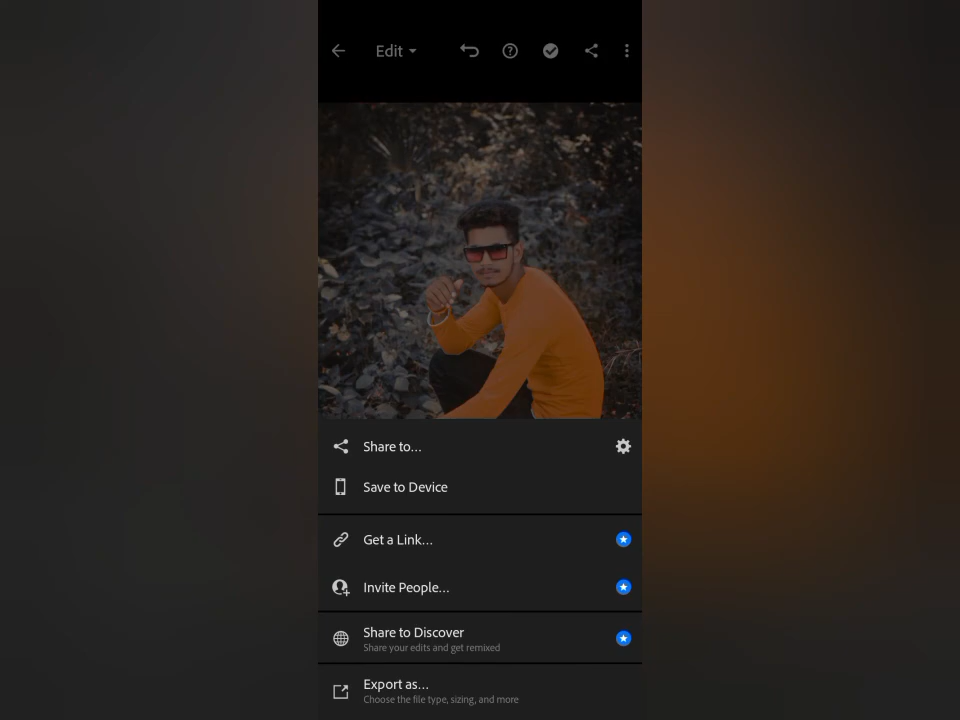 Edit
Share to...
Save to Device
Get a Link...
Invite People...
Share to Discover
Share your edits and get remixed
Export as...
Choose the file type, sizing, and more